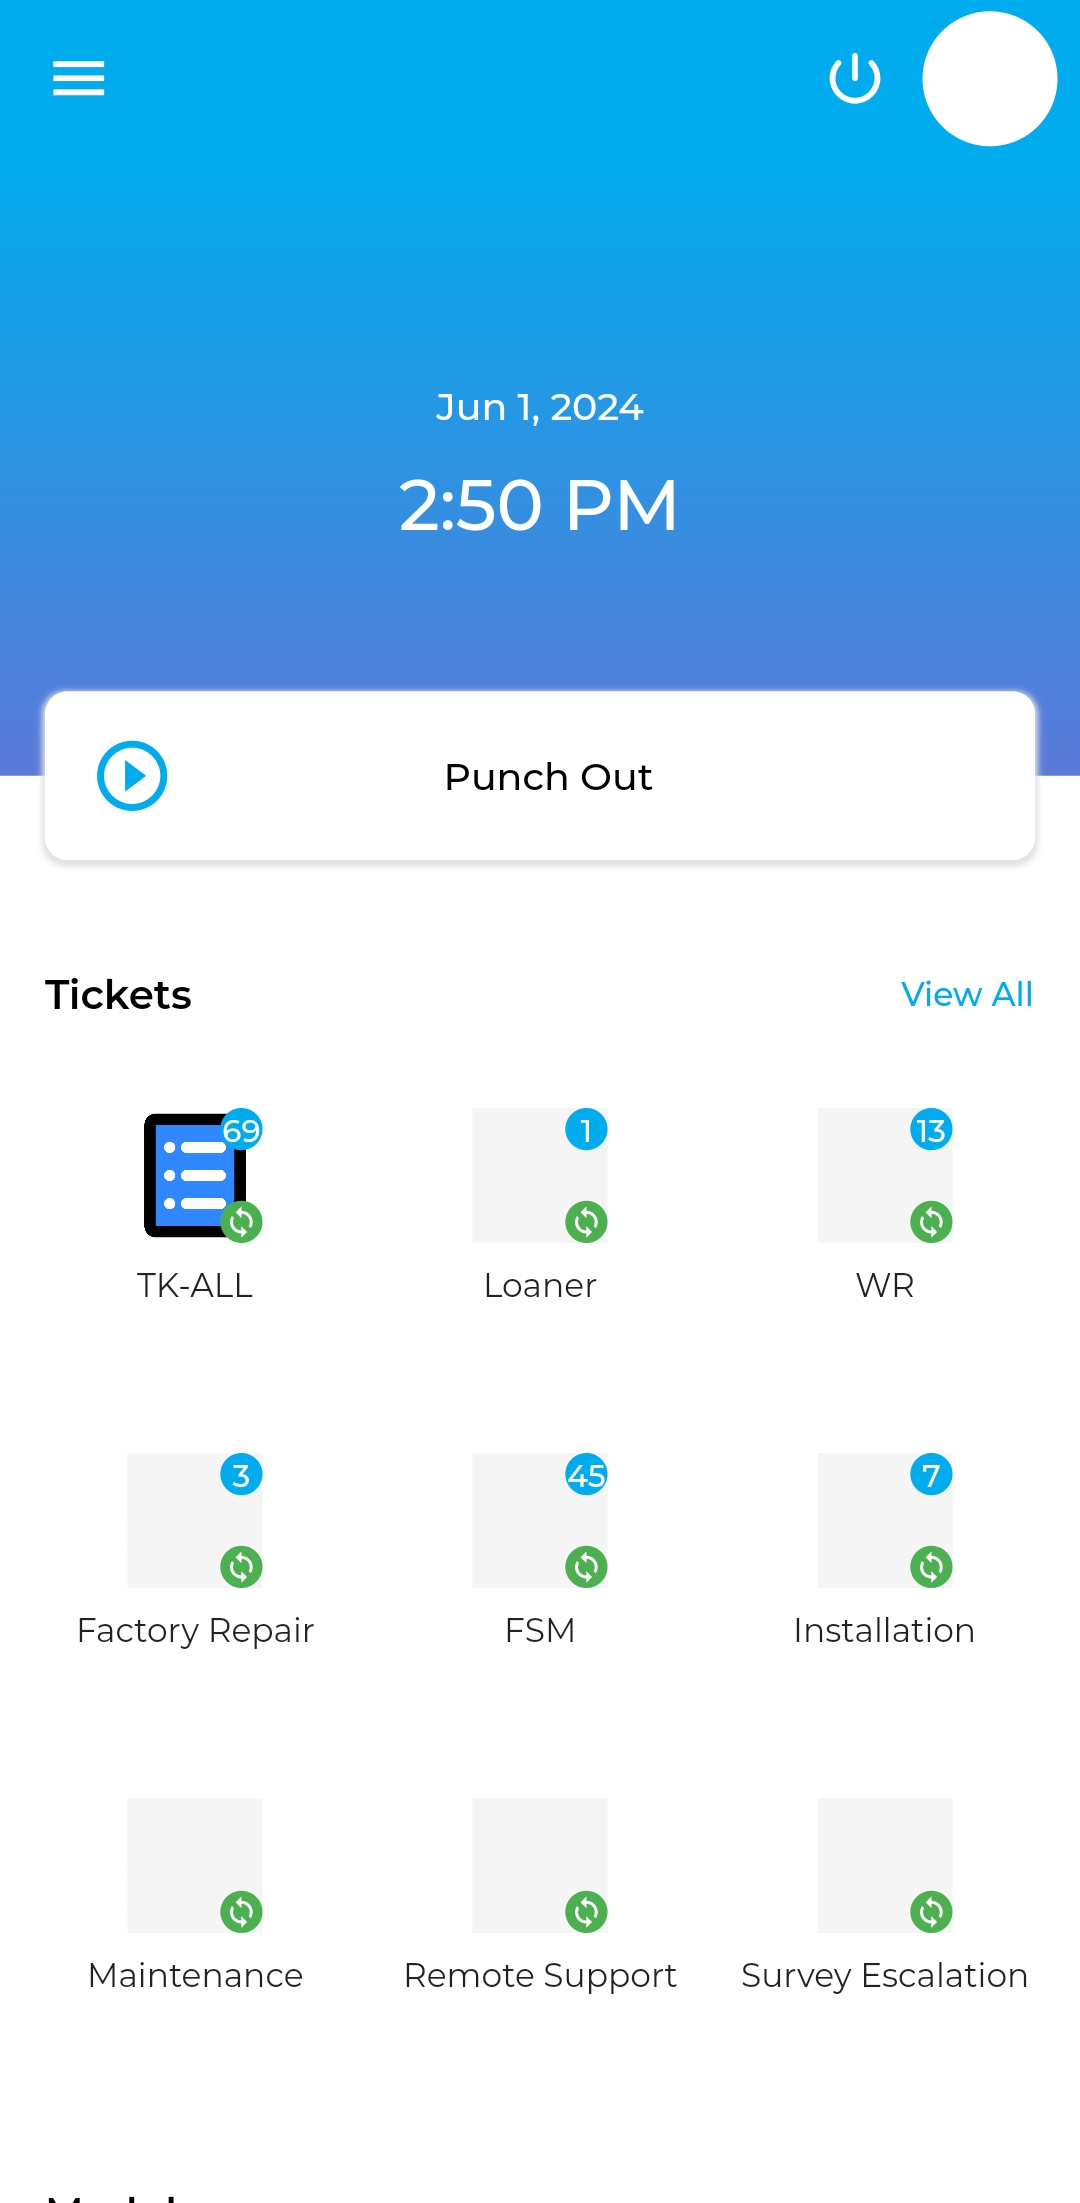 Jun 1, 2024
2:50 PM
Punch Out
Tickets
View All
69
1
13
TK-ALL
Loaner
WR
3
45
7
Factory Repair
FSM
Installation
Maintenance
Remote Support
Survey Escalation